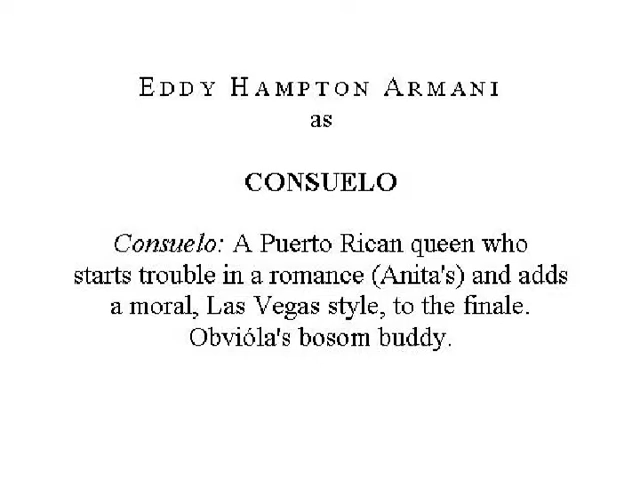 EDDY HAMPTON ARMANI
as
CONSUELO
Consuelo: A Puerto Rican queen who
starts trouble in a romance (Anita's) and adds
a moral, Las Vegas style, to the finale.
Obvióla's bosom buddy.